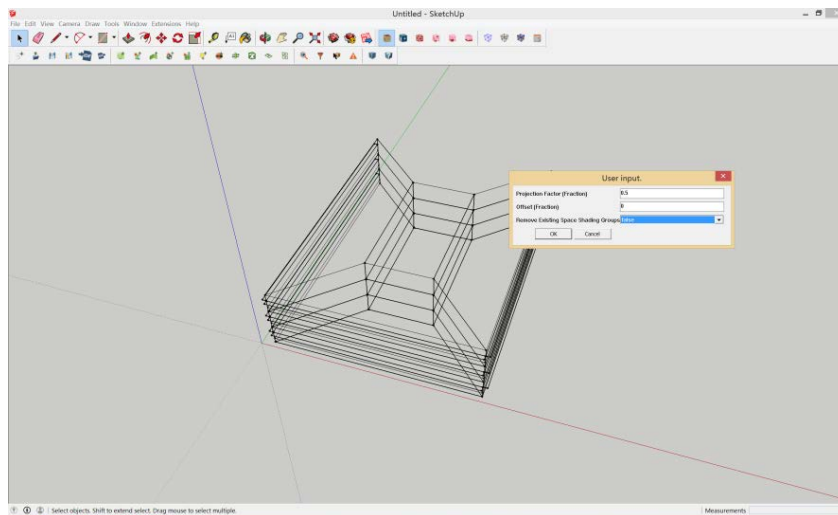 Untitled - SketchUp
File Edit View Camera Draw Tools Window Extensions Help
User input.
Projection Factor (Fraction) 0.5
Offset (Fraction) 0
Remove Existing Space Shading Groups false
OK Cancel
Select objects. Shift to extend select. Drag mouse to select multiple.
Measurements